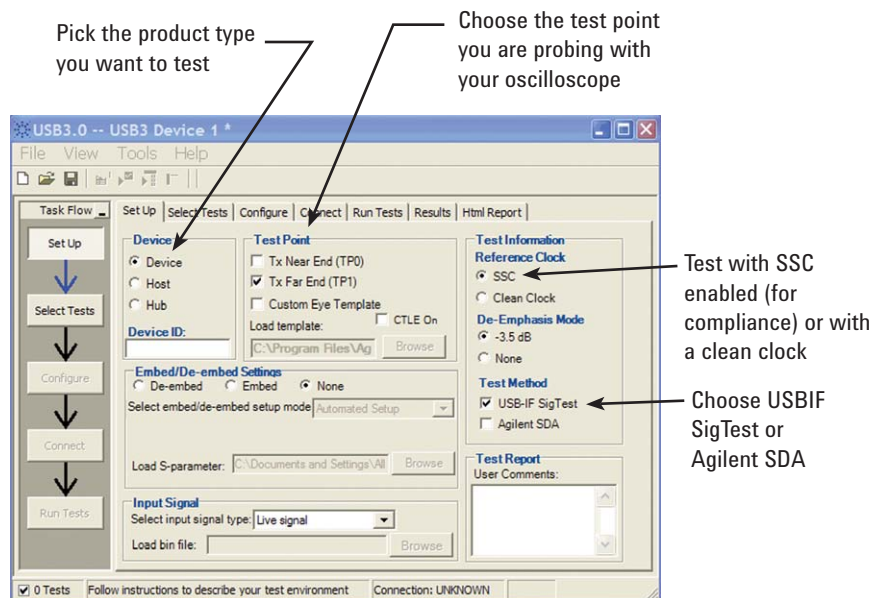 Pick the product type
you want to test
Choose the test point
you are probing with
your oscilloscope
USB3.0 -- USB3 Device 1 *
File View Tools Help
Task Flow
Set Up
Select Tests
Configure
Connect
Run Tests
Set Up Select Tests Configure Connect Run Tests Results Html Report
Device
Device
Host
Hub
Device ID:
Test Point
Tx Near End (TP0)
Tx Far End (TP1)
Custom Eye Template
Load template:
CTLE On
C:\Program Files\Ag
Browse
Embed/De-embed Settings
De-embed Embed None
Select embed/de-embed setup mode Automated Setup
Load S-parameter: C:\Documents and Settings\All Browse
Input Signal
Select input signal type: Live signal
Load bin file: Browse
Test Information
Reference Clock
SSC
Clean Clock
De-Emphasis Mode
-3.5 dB
None
Test Method
USB-IF SigTest
Agilent SDA
Test Report
User Comments:
0 Tests Follow instructions to describe your test environment Connection: UNKNOWN
Test with SSC
enabled (for
compliance) or with
a clean clock
Choose USBIF
SigTest or
Agilent SDA